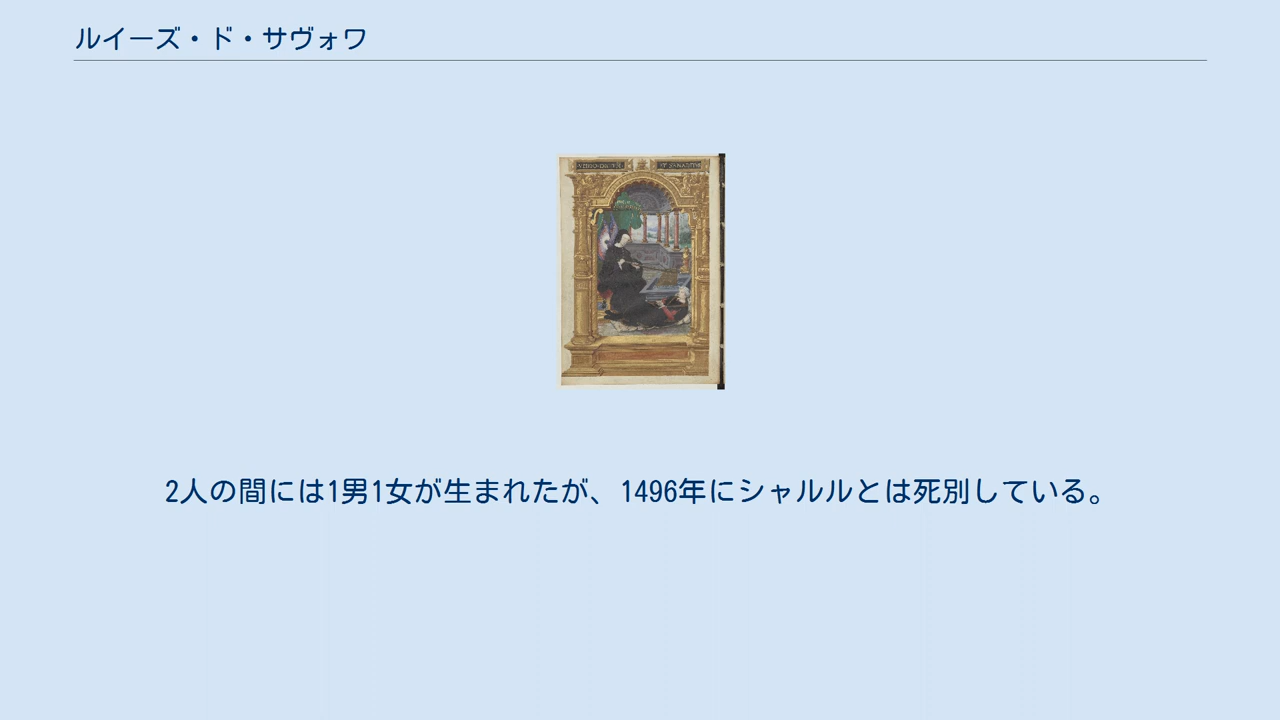 ルイーズ・ド・サヴォワ
2人の間には1男1女が生まれたが、1496年にシャルルとは死別している。